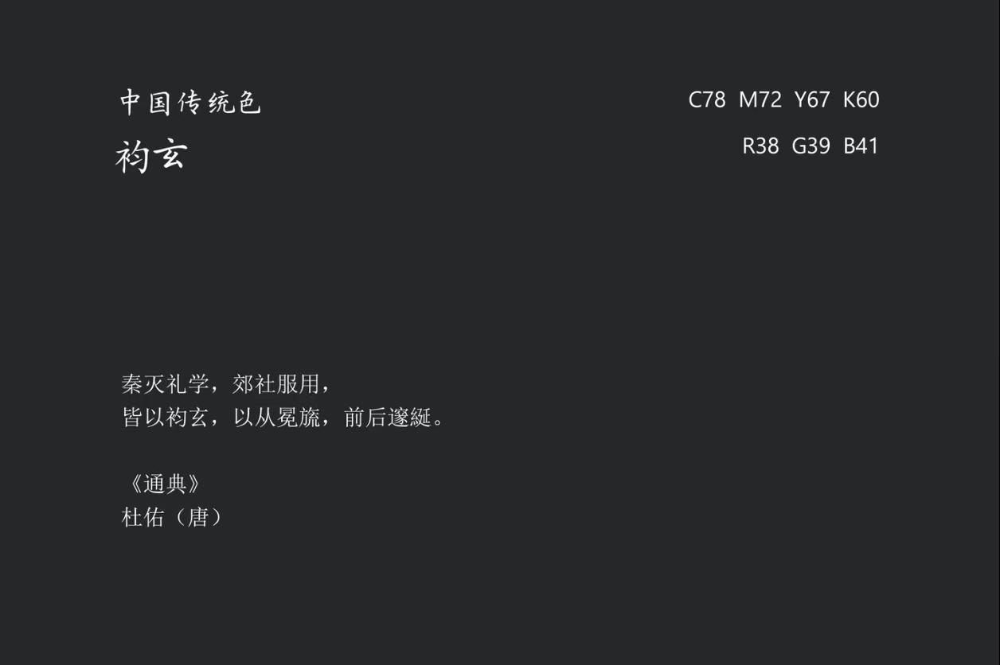 中国传统色
袀玄
C78 M72 Y67 K60
R38 G39 B41
秦灭礼学，郊社服用，
皆以袀玄，以从冕旒，前后邃綖。
《通典》
杜佑（唐）